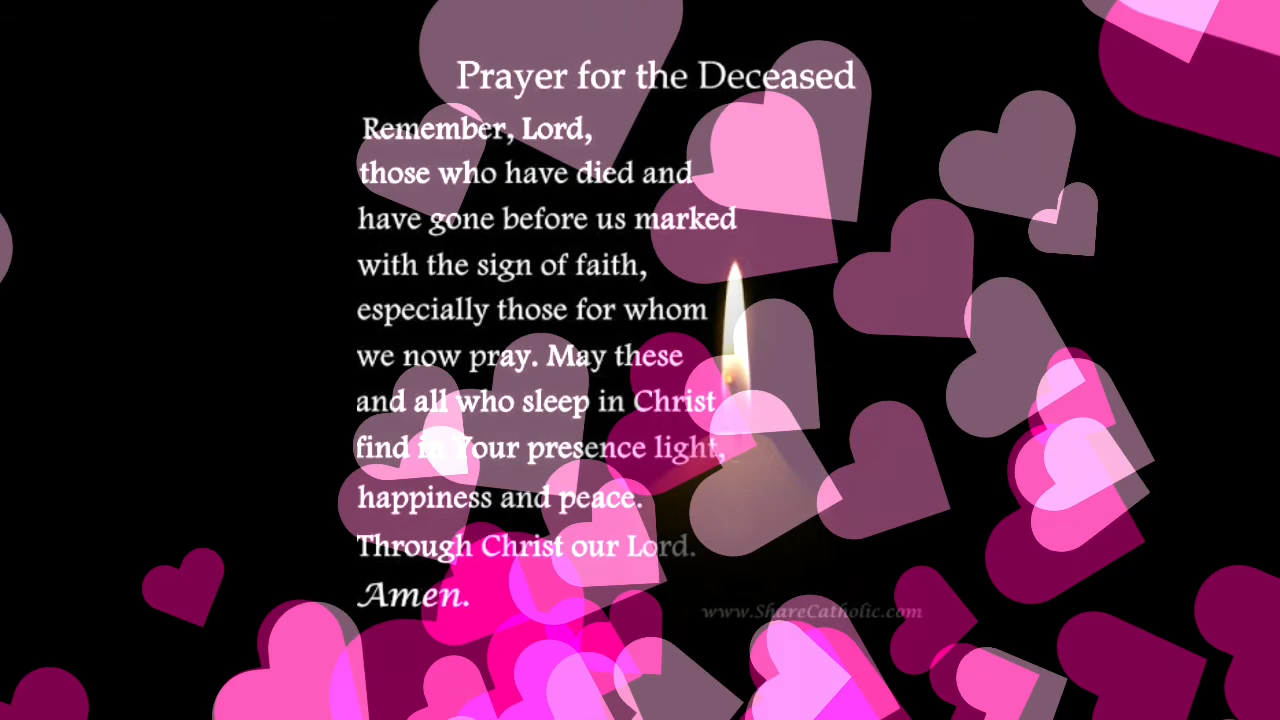 Prayer for the Deceased
Remember, Lord,
those who have died and
have gone before us marked
with the sign of faith,
especially those for whom
we now pray. May these
and all who sleep in Christ
find in Your presence light,
happiness and peace.
Through Christ our Lord.
Amen.
www.ShareCatholic.com